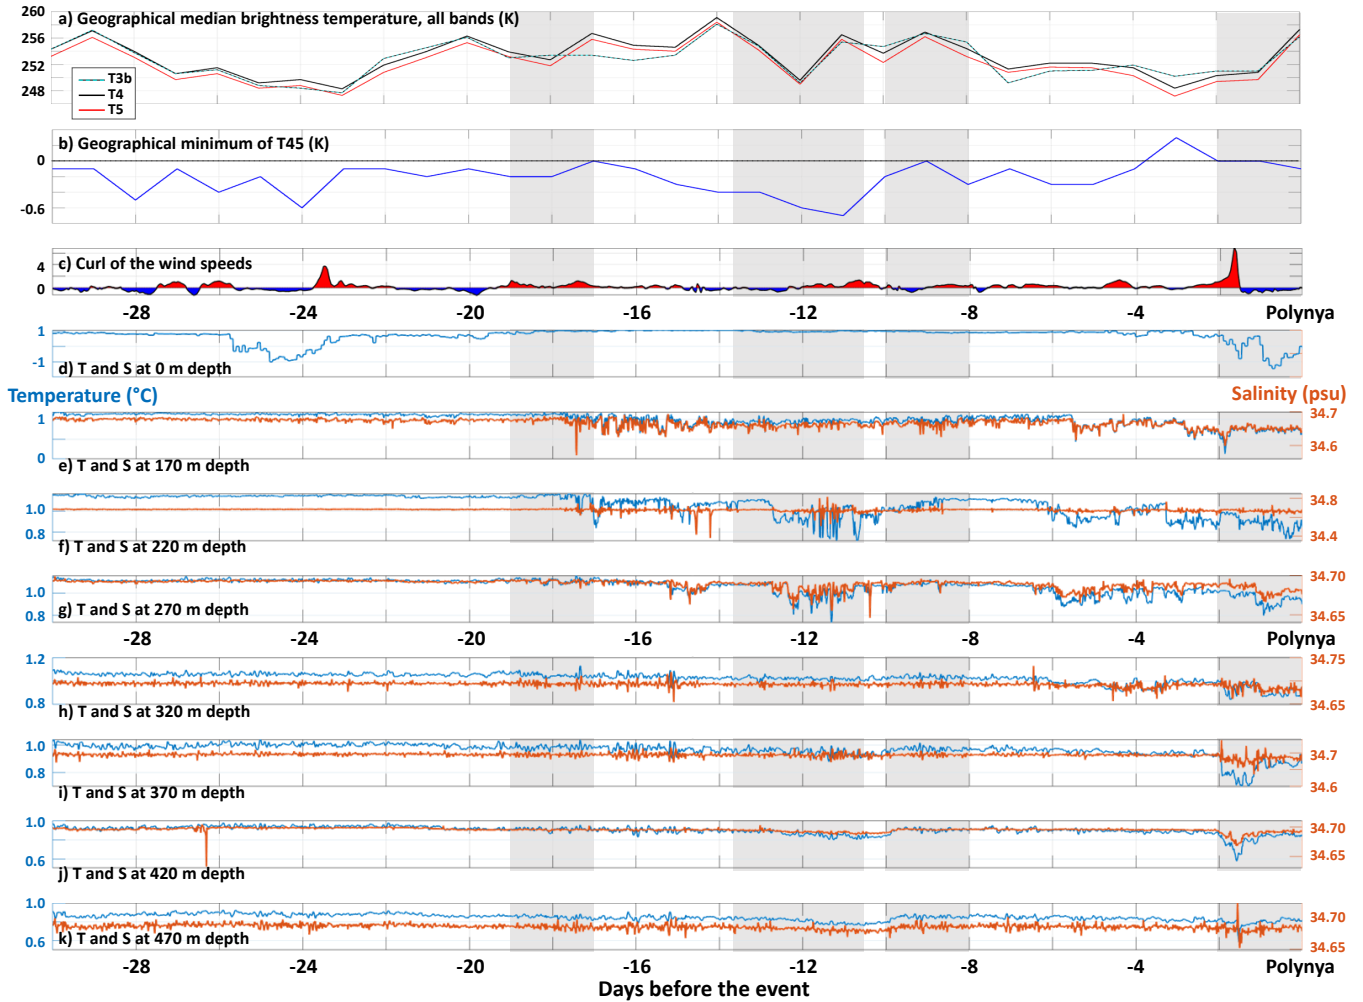 a) Geographical median brightness temperature, all bands (K)
260
256
252
248
T3b
T4
T5
b) Geographical minimum of T45 (K)
0
-0.6
c) Curl of the wind speeds
4
0
-28 -24 -20 -16 -12 -8 -4 Polynya
1
-1
d) T and S at 0 m depth
Temperature (°C) Salinity (psu)
1 34.7
0 34.6
e) T and S at 170 m depth
1.0 34.8
0.8 34.4
f) T and S at 220 m depth
1.0 34.70
0.8 34.65
g) T and S at 270 m depth
-28 -24 -20 -16 -12 -8 -4 Polynya
1.2 34.75
0.8 34.65
h) T and S at 320 m depth
1.0 34.7
0.8 34.6
i) T and S at 370 m depth
1.0 34.70
0.6 34.65
j) T and S at 420 m depth
1.0 34.70
0.6 34.65
k) T and S at 470 m depth
-28 -24 -20 -16 -12 -8 -4 Polynya
Days before the event